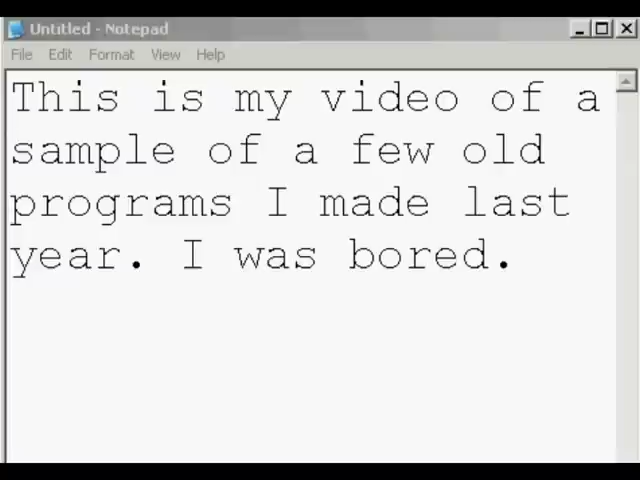 Untitled - Notepad
File Edit Format View Help
This is my video of a
sample of a few old
programs I made last
year. I was bored.